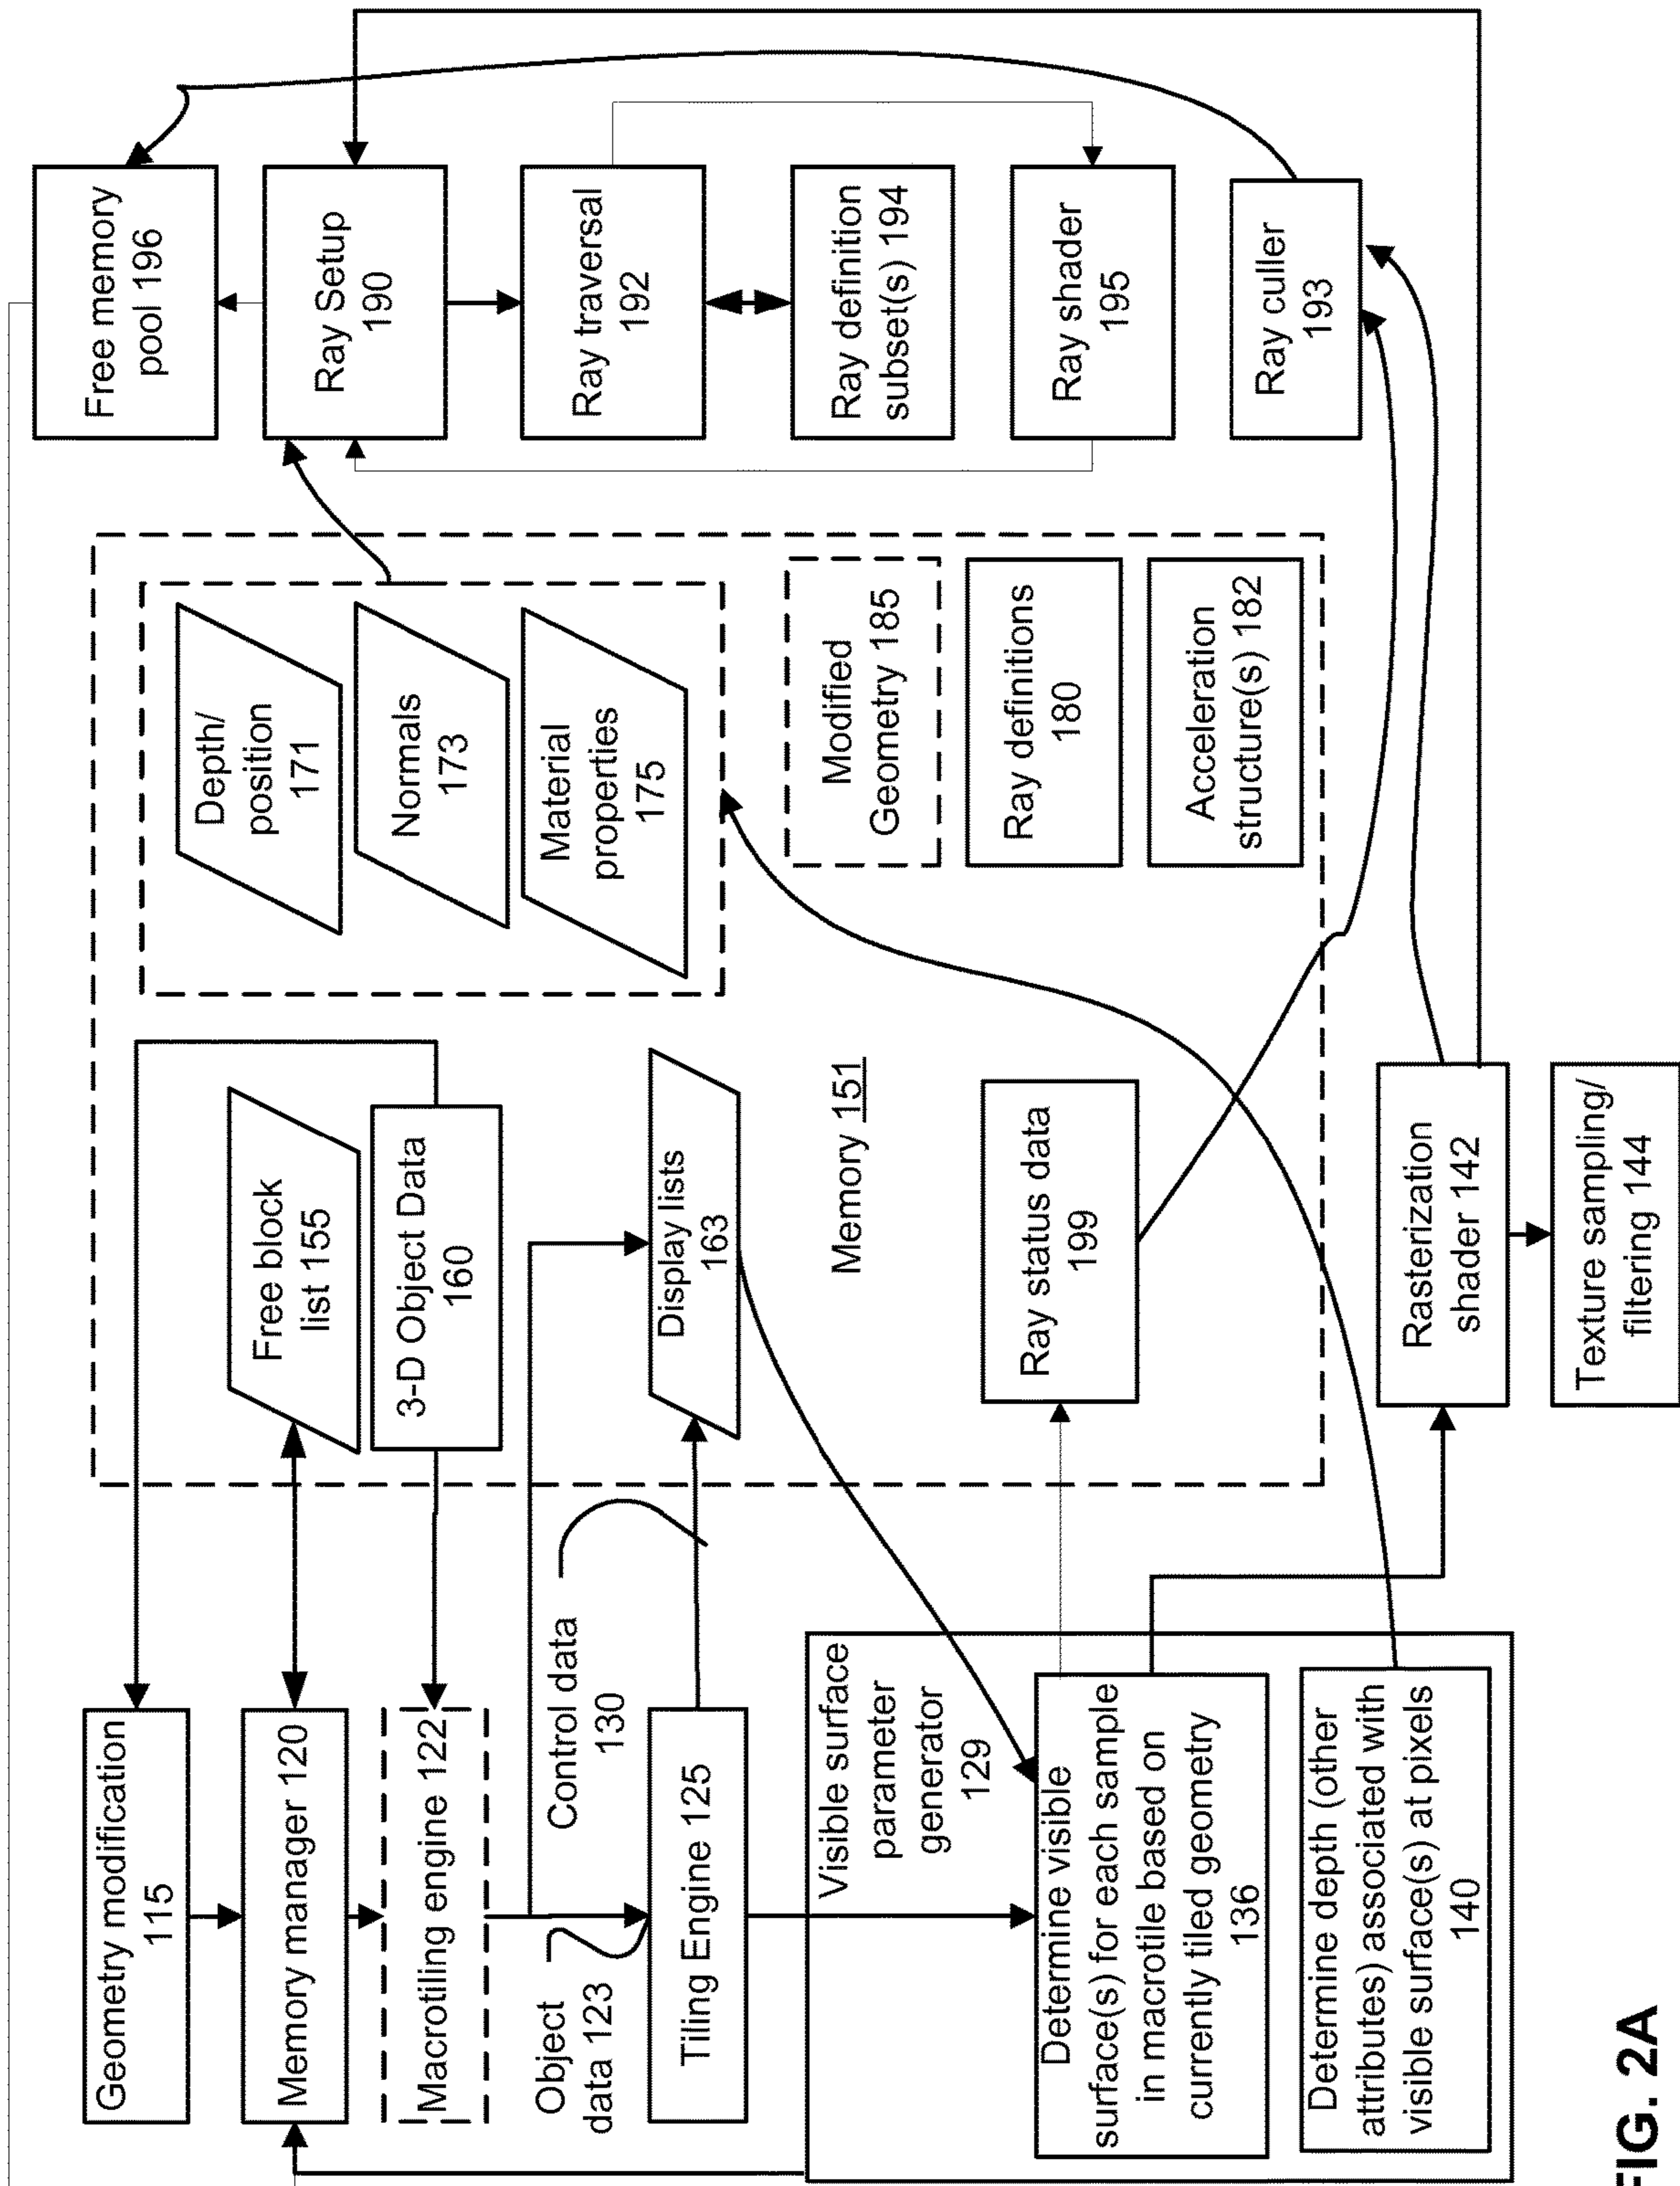 Geometry modification
115
Memory manager 120
Macrotiling engine 122
Object
data 123
Control data
130
Tiling Engine 125
Visible surface
parameter
generator
129
Determine visible
surface(s) for each sample
in macrotile based on
currently tiled geometry
136
Determine depth (other
attributes) associated with
visible surface(s) at pixels
140
Free block
list 155
3-D Object Data
160
Display lists
163
Memory 151
Ray status data
199
Rasterization
shader 142
Texture sampling/
filtering 144
Depth/
position
171
Normals
173
Material
properties
175
Modified
Geometry 185
Ray definitions
180
Acceleration
structure(s) 182
Free memory
pool 196
Ray Setup
190
Ray traversal
192
Ray definition
subset(s) 194
Ray shader
195
Ray culler
193
FIG. 2A